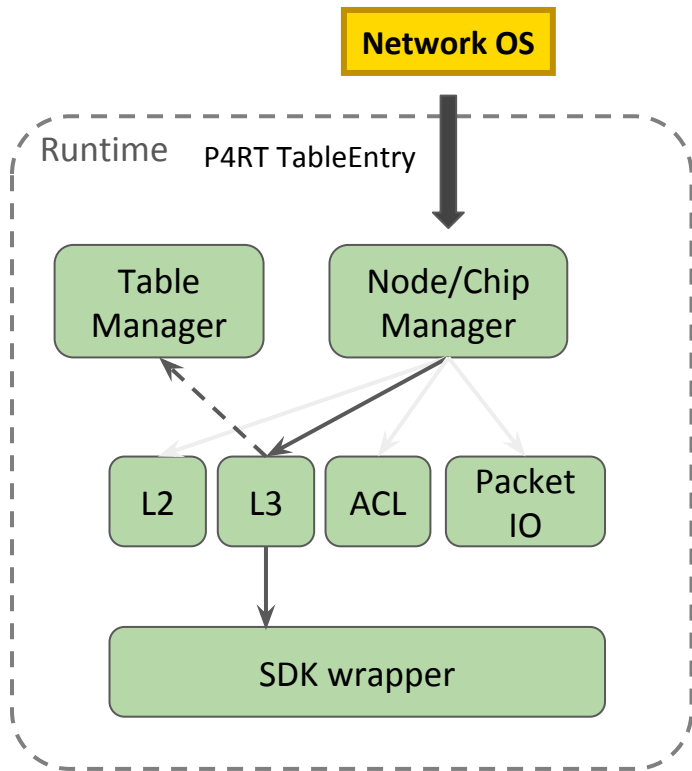 Network OS
Runtime
P4RT TableEntry
Table
Manager
Node/Chip
Manager
L2
L3
ACL
Packet
IO
SDK wrapper